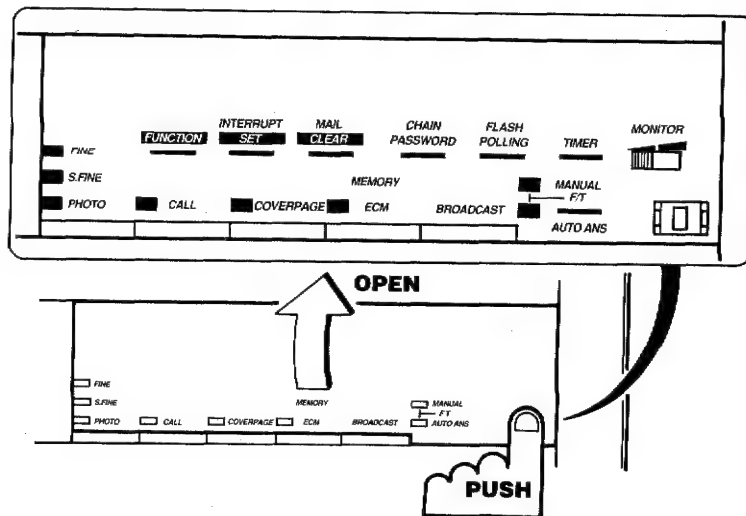 INTERRUPT MAIL CHAIN FLASH MONITOR
FUNCTION SET CLEAR PASSWORD POLLING TIMER
FINE
S.FINE MEMORY MANUAL
F/T
PHOTO CALL COVERPAGE ECM BROADCAST
AUTO ANS
OPEN
FINE
S.FINE MEMORY MANUAL
F/T
PHOTO CALL COVERPAGE ECM BROADCAST AUTO ANS
PUSH